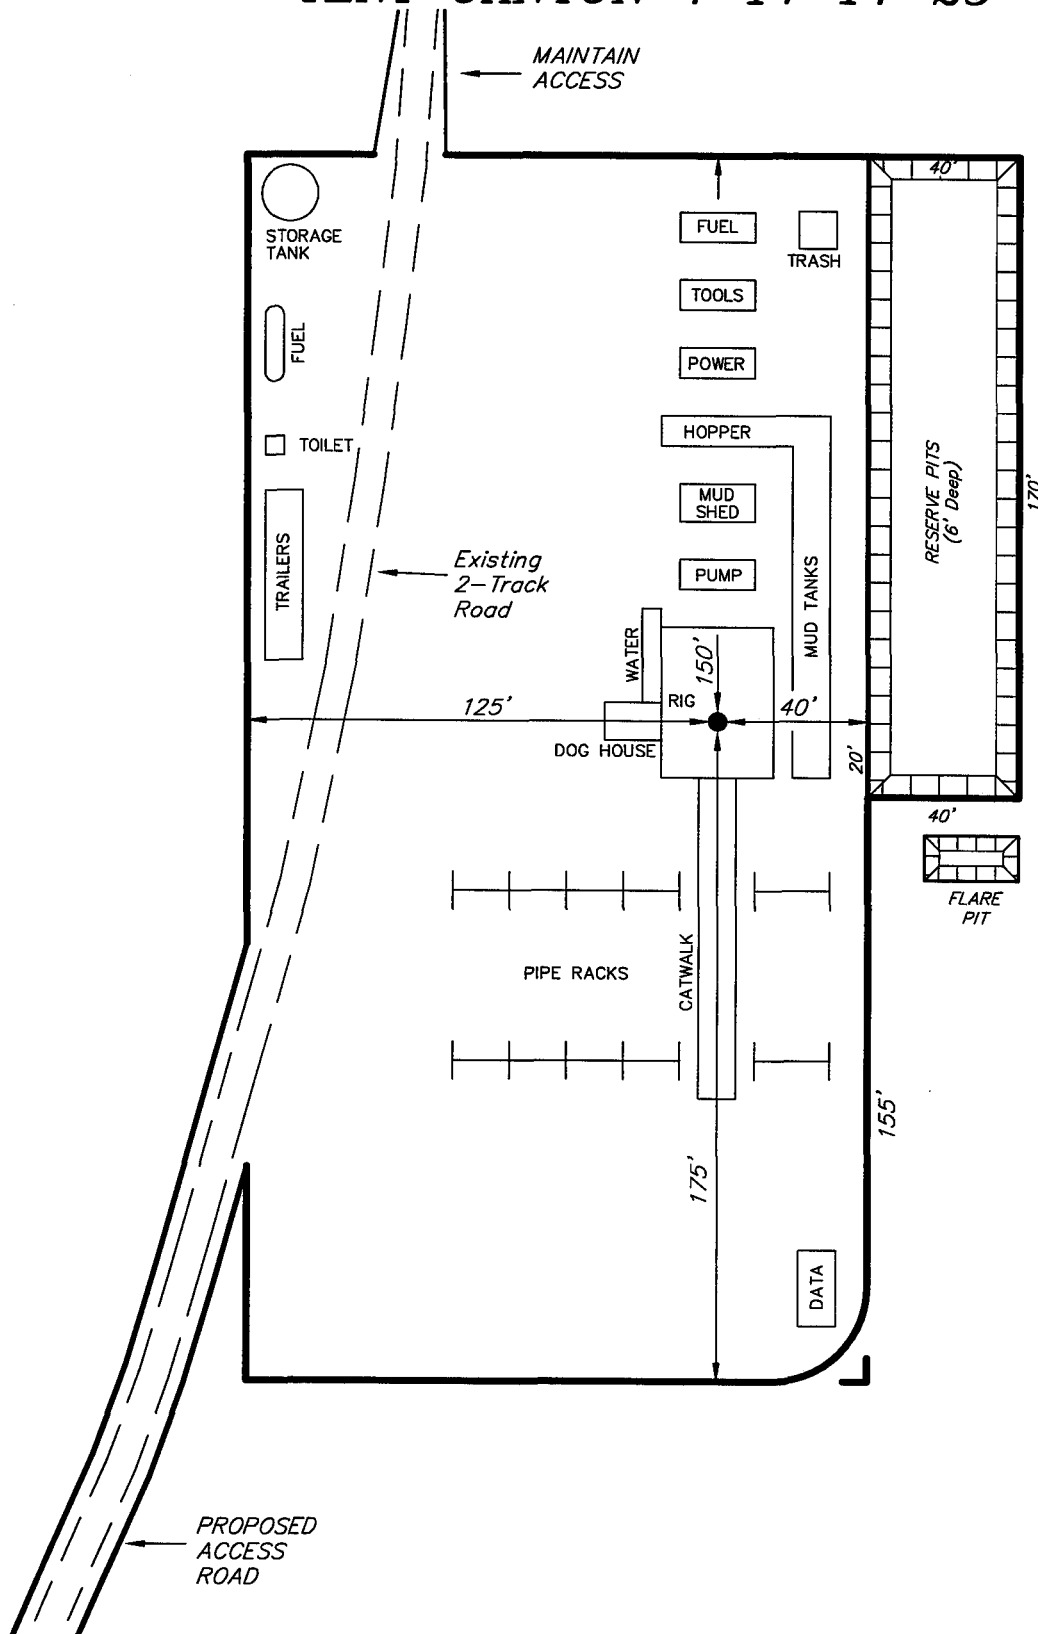 MAINTAIN
ACCESS
40'
STORAGE
TANK
FUEL
TRASH
TOOLS
FUEL
POWER
TOILET
HOPPER
RESERVE PITS
(6' Deep)
170'
MUD
SHED
TRAILERS
Existing
2-Track
Road
PUMP
MUD TANKS
WATER
150'
RIG
125'
40'
DOG HOUSE
20'
40'
FLARE
PIT
CATWALK
PIPE RACKS
155'
175'
DATA
PROPOSED
ACCESS
ROAD